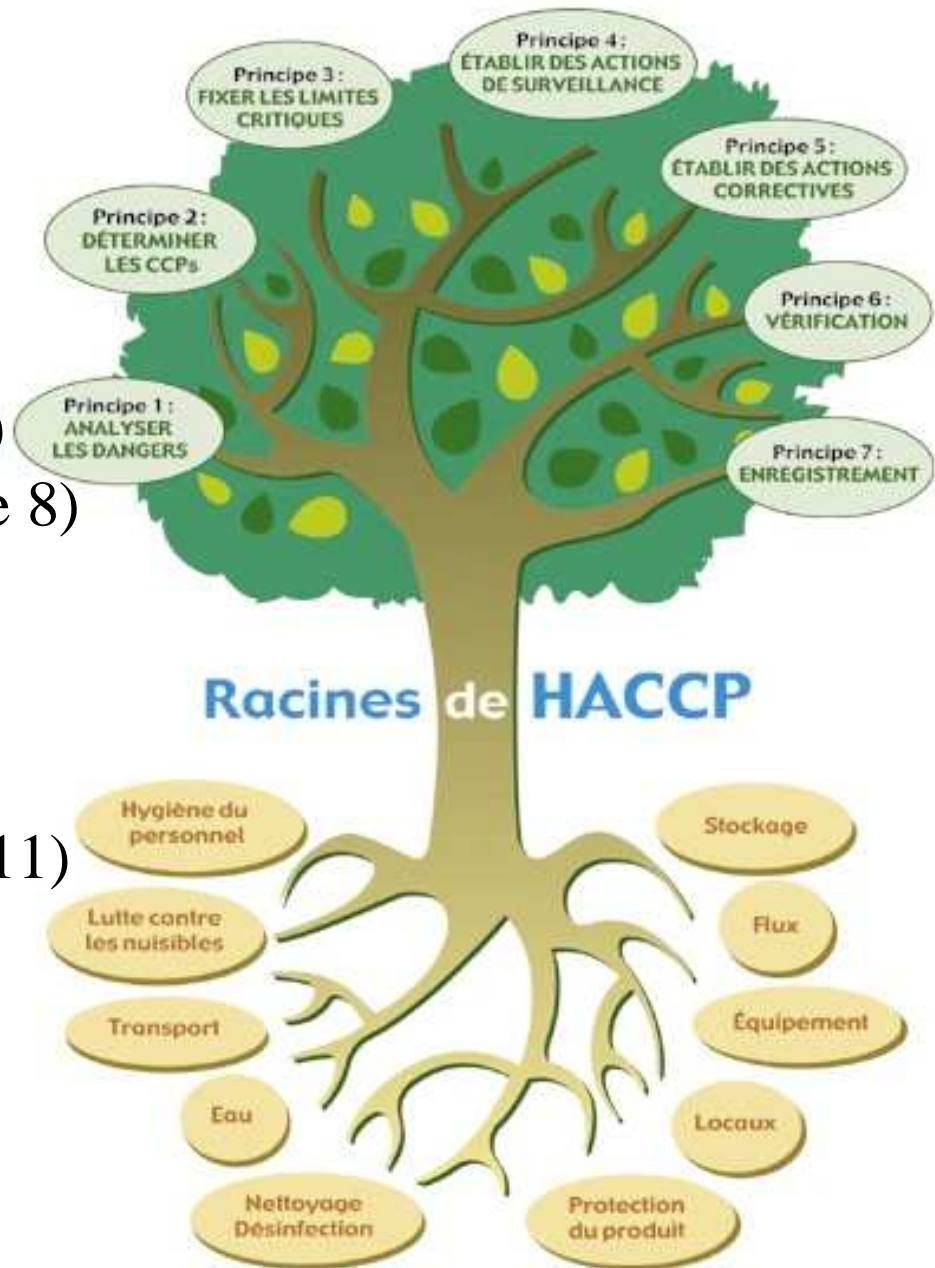 Principe 4 :
ÉTABLIR DES ACTIONS
DE SURVEILLANCE
Principe 3 :
FIXER LES LIMITES
CRITIQUES
Principe 5 :
ÉTABLIR DES ACTIONS
CORRECTIVES
Principe 2 :
DÉTERMINER
LES CCPs
Principe 6 :
VÉRIFICATION
Principe 1 :
ANALYSER
LES DANGERS
)
Principe 7 :
ENREGISTREMENT
e 8)
Racines de HACCP
Hygiène du
personnel
Stockage
11)
Lutte contre
les nuisibles
Flux
Transport
Équipement
Eau
Locaux
Nettoyage
Désinfection
Protection
du produit